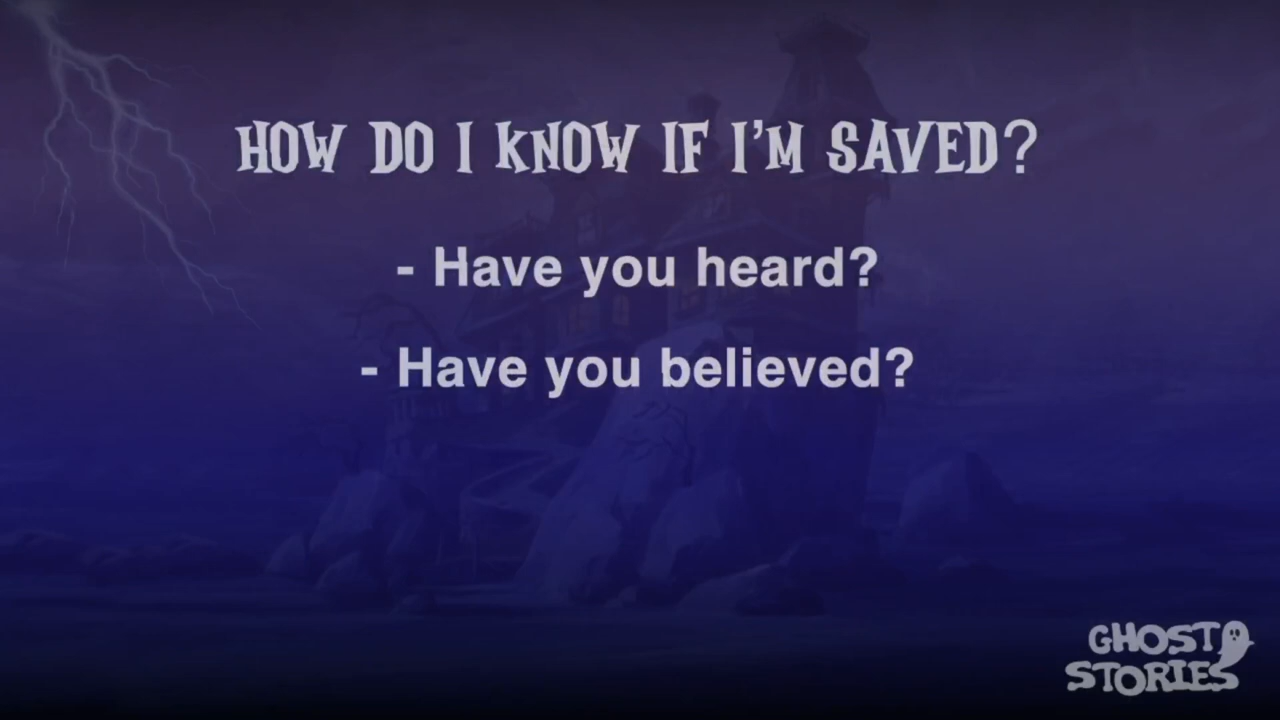 HOW DO I KNOW IF I'M SAVED?
- Have you heard?
- Have you believed?
GHOST
STORIES